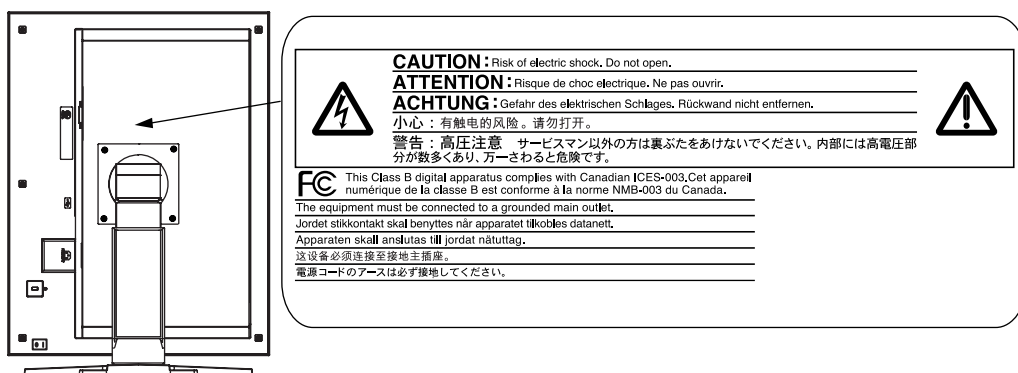 CAUTION : Risk of electric shock. Do not open.
ATTENTION : Risque de choc electrique. Ne pas ouvrir.
ACHTUNG : Gefahr des elektrischen Schlages. Rückwand nicht entfernen.
小心 : 有触电的风险。请勿打开。
警告 : 高圧注意 サービスマン以外の方は裏ぶたをあけないでください。内部には高電圧部
分が数多くあり、万一さわると危険です。
FC This Class B digital apparatus complies with Canadian ICES-003,Cet appareil
numérique de la classe B est conforme à la norme NMB-003 du Canada.
The equipment must be connected to a grounded main outlet.
Jordet stikkontakt skal benyttes når apparatet tilkobles datanett.
Apparaten skall anslutas till jordat nätuttag.
这设备必须连接至接地主插座。
電源コードのアースは必ず接地してください。